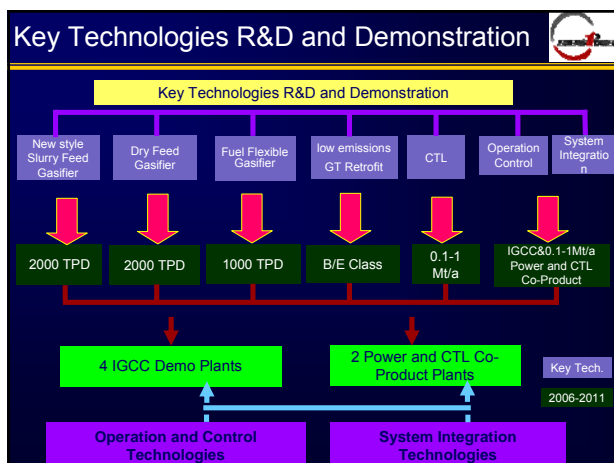 Key Technologies R&D and Demonstration
Key Technologies R&D and Demonstration
New style
Slurry Feed
Gasifier
Dry Feed
Gasifier
Fuel Flexible
Gasifier
low emissions
GT Retrofit
CTL
Operation
Control
System
Integratio
n
2000 TPD
2000 TPD
1000 TPD
B/E Class
0.1-1
Mt/a
IGCC&0.1-1Mt/a
Power and CTL
Co-Product
4 IGCC Demo Plants
2 Power and CTL Co-
Product Plants
Key Tech.
2006-2011
Operation and Control
Technologies
System Integration
Technologies